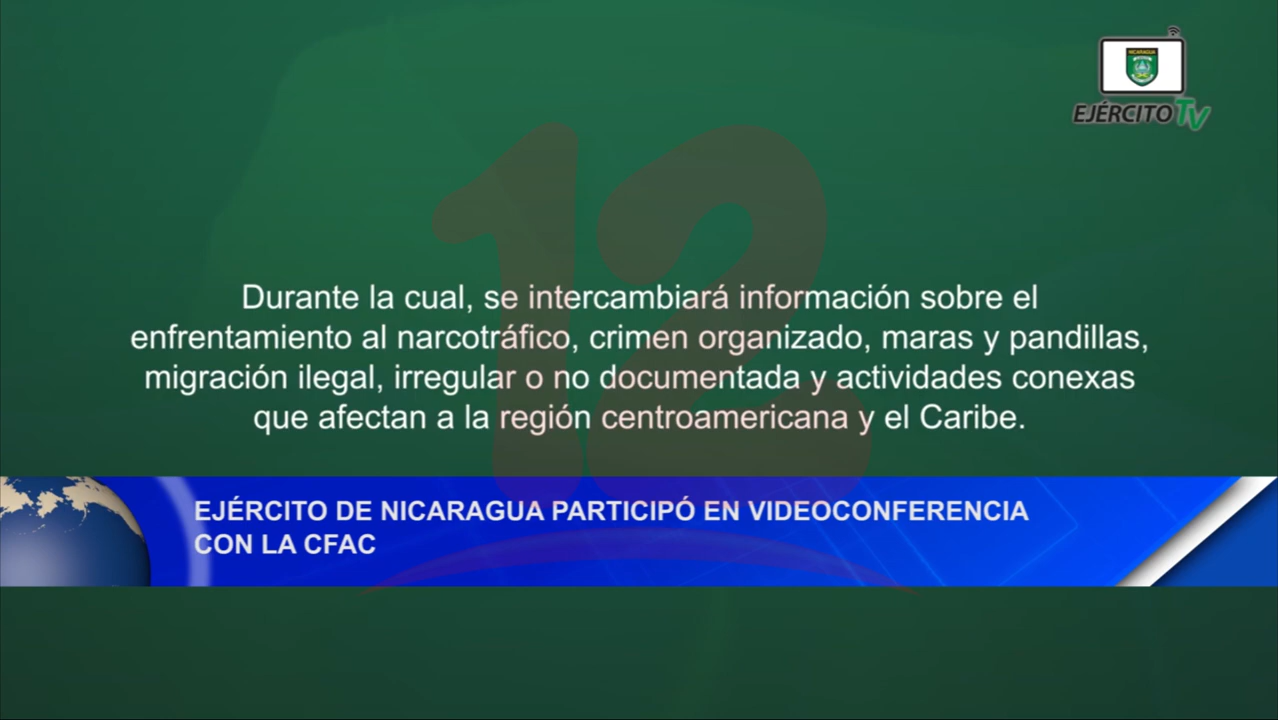 NICARAGUA
EJÉRCITO Tv
12
Durante la cual, se intercambiará información sobre el
enfrentamiento al narcotráfico, crimen organizado, maras y pandillas,
migración ilegal, irregular o no documentada y actividades conexas
que afectan a la región centroamericana y el Caribe.
EJÉRCITO DE NICARAGUA PARTICIPÓ EN VIDEOCONFERENCIA
CON LA CFAC